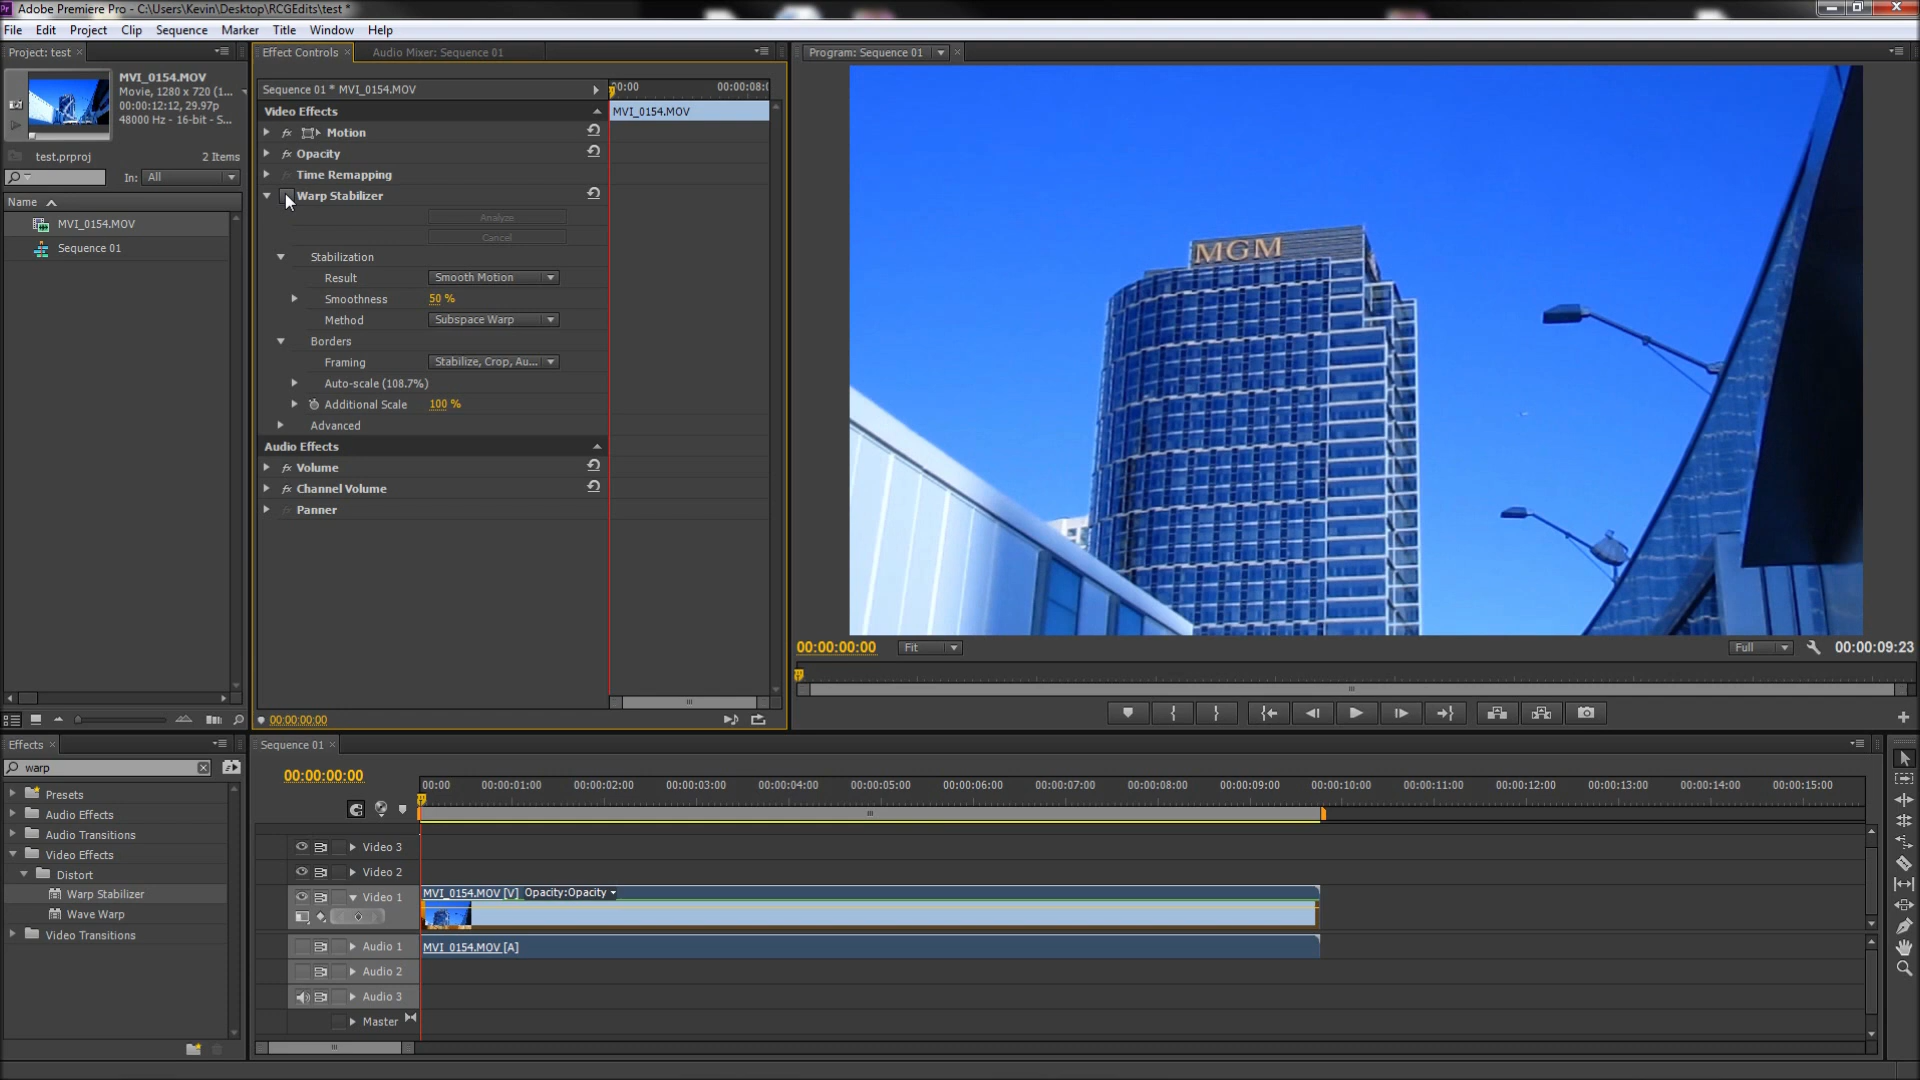 Pr Adobe Premiere Pro - C:\Users\Kevin\Desktop\RCGEdits\test *
File Edit Project Clip Sequence Marker Title Window Help
Project: test
MVI_0154.MOV
Movie, 1280 x 720 (1...
00:00:12:12, 29.97p
48000 Hz - 16-bit - S...
test.prproj 2 Items
In: All
Name
MVI_0154.MOV
Sequence 01
Effect Controls Audio Mixer: Sequence 01
Sequence 01 * MVI_0154.MOV
00:00 00:00:08:0
Video Effects
MVI_0154.MOV
fx Motion
fx Opacity
Time Remapping
Warp Stabilizer
Analyze
Cancel
Stabilization
Result Smooth Motion
Smoothness 50 %
Method Subspace Warp
Borders
Framing Stabilize, Crop, Au...
Auto-scale (108.7%)
Additional Scale 100 %
Advanced
Audio Effects
fx Volume
fx Channel Volume
Panner
00:00:00:00
Program: Sequence 01
MGM
00:00:00:00 Fit Full 00:00:09:23
Effects
warp
Presets
Audio Effects
Audio Transitions
Video Effects
Distort
Warp Stabilizer
Wave Warp
Video Transitions
Sequence 01
00:00:00:00
00:00 00:00:01:00 00:00:02:00 00:00:03:00 00:00:04:00 00:00:05:00 00:00:06:00 00:00:07:00 00:00:08:00 00:00:09:00 00:00:10:00 00:00:11:00 00:00:12:00 00:00:13:00 00:00:14:00 00:00:15:00
Video 3
Video 2
Video 1
MVI_0154.MOV [V] Opacity:Opacity
Audio 1
MVI_0154.MOV [A]
Audio 2
Audio 3
Master